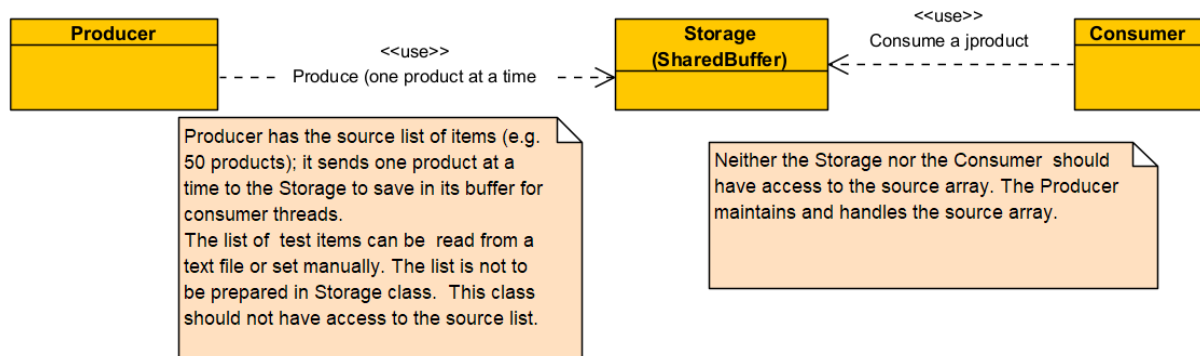 Producer
<<use>>
Produce (one product at a time
Storage
(SharedBuffer)
<<use>>
Consume a jproduct
Consumer
Producer has the source list of items (e.g.
50 products); it sends one product at a
time to the Storage to save in its buffer for
consumer threads.
The list of test items can be read from a
text file or set manually. The list is not to
be prepared in Storage class. This class
should not have access to the source list.
Neither the Storage nor the Consumer should
have access to the source array. The Producer
maintains and handles the source array.